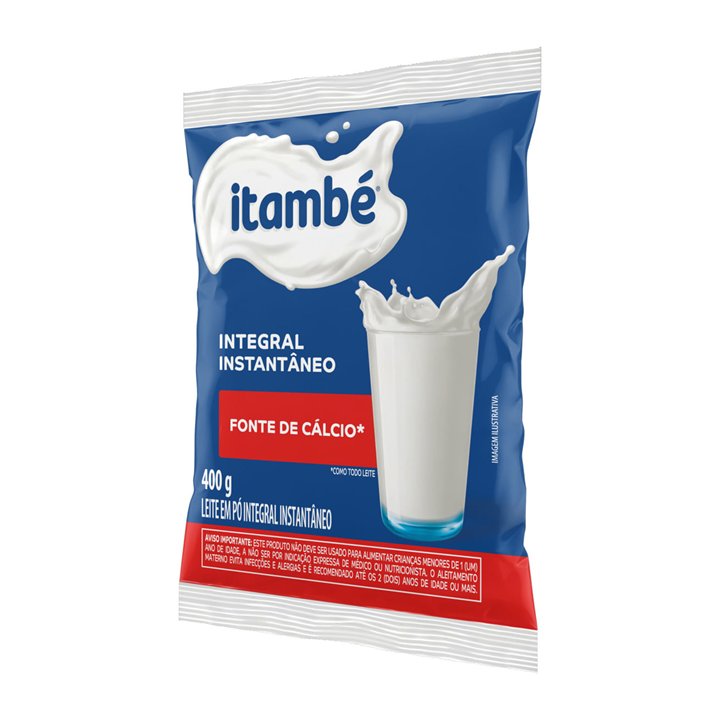 itambé®
INTEGRAL
INSTANTÂNEO
FONTE DE CÁLCIO*
*COMO TODO LEITE
400 g
LEITE EM PÓ INTEGRAL INSTANTÂNEO
IMAGEM ILUSTRATIVA
AVISO IMPORTANTE: ESTE PRODUTO NÃO DEVE SER USADO PARA ALIMENTAR CRIANÇAS MENORES DE 1 (UM)
ANO DE IDADE, A NÃO SER POR INDICAÇÃO EXPRESSA DE MÉDICO OU NUTRICIONISTA. O ALEITAMENTO
MATERNO EVITA INFECÇÕES E ALERGIAS E É RECOMENDADO ATÉ OS 2 (DOIS) ANOS DE IDADE OU MAIS.